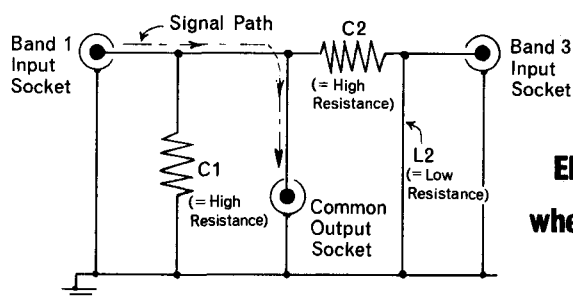 Signal Path
Band 1
Input
Socket
C2
(= High
Resistance)
Band 3
Input
Socket
C1
(= High
Resistance)
L2
(= Low
Resistance)
Common
Output
Socket
whe